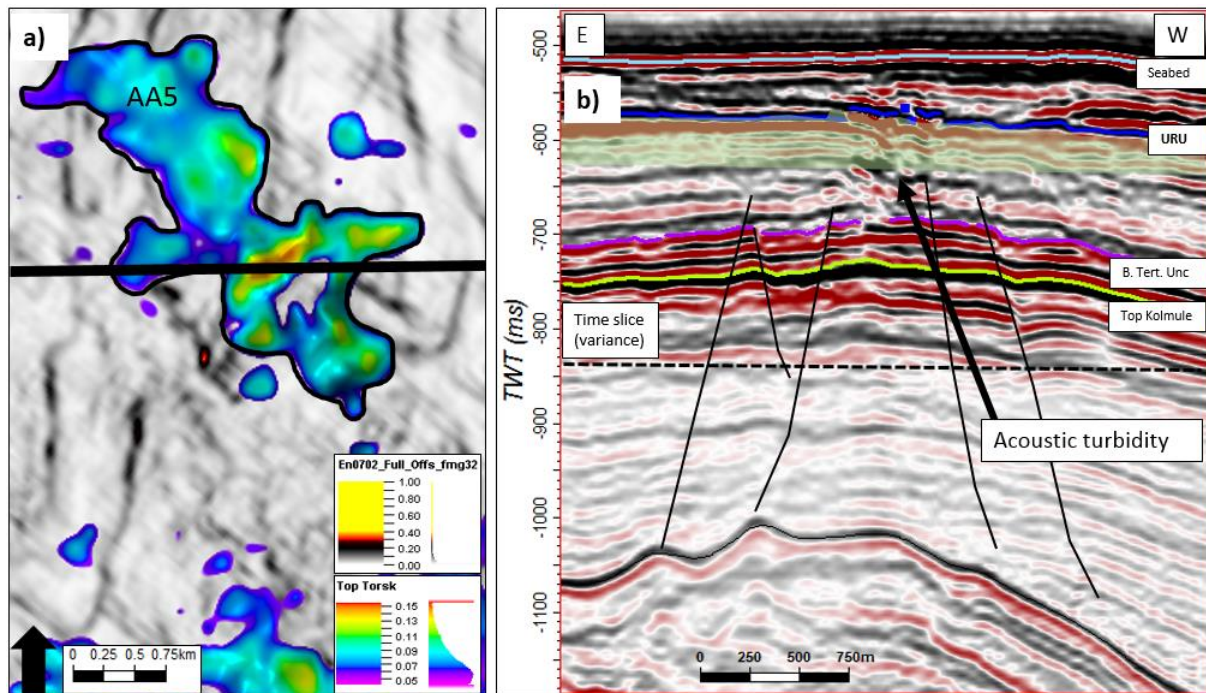 a)
AA5
En0702_Full_Offs_frng32
1.00
0.80
0.60
0.40
0.20
0.00
Top Torsk
0.15
0.13
0.11
0.09
0.07
0.05
0 0.25 0.5 0.75km
E
W
b)
-500
-600
-700
-800
-900
-1000
-1100
TWT (ms)
Seabed
URU
B. Tert. Unc
Top Kolmule
Time slice
(variance)
Acoustic turbidity
0 250 500 750m